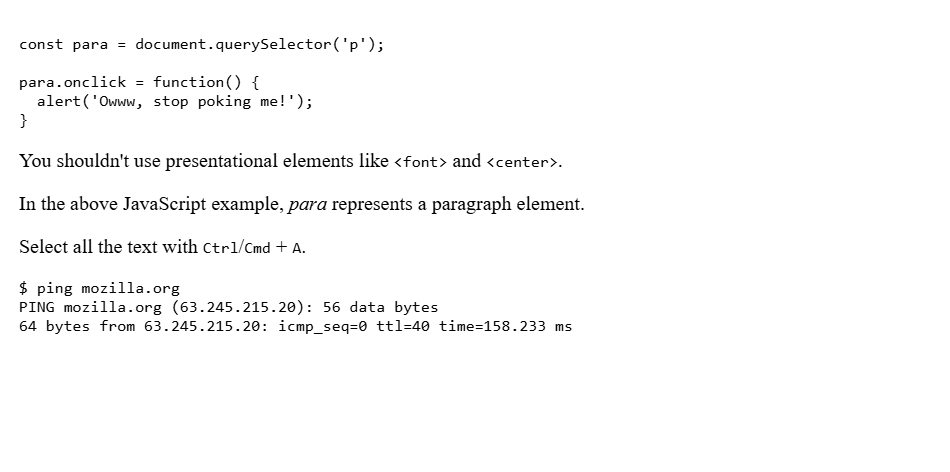 const para = document.querySelector('p');
para.onclick = function() {
  alert('Owww, stop poking me!');
}
You shouldn't use presentational elements like <font> and <center>.
In the above JavaScript example, para represents a paragraph element.
Select all the text with Ctrl/Cmd + A.
$ ping mozilla.org
PING mozilla.org (63.245.215.20): 56 data bytes
64 bytes from 63.245.215.20: icmp_seq=0 ttl=40 time=158.233 ms